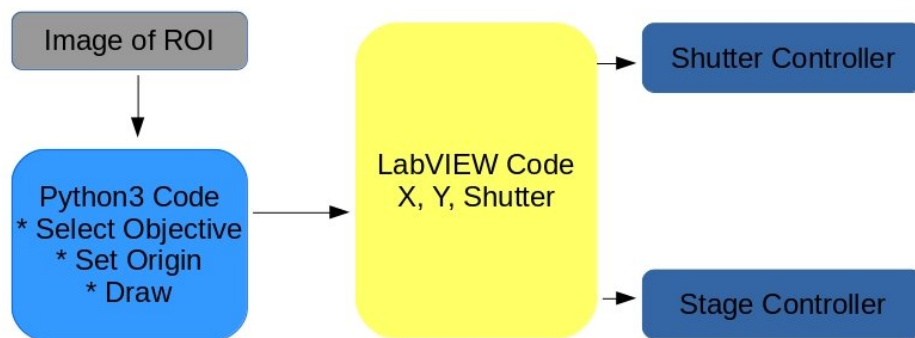 Image of ROI
Python3 Code
* Select Objective
* Set Origin
* Draw
LabVIEW Code
X, Y, Shutter
Shutter Controller
Stage Controller